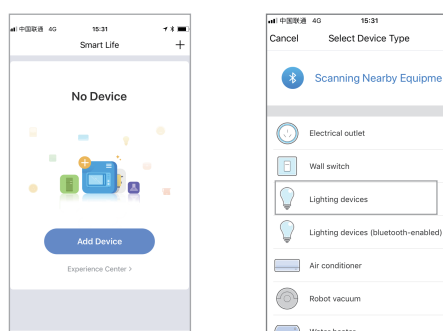 中国联通 4G 15:31
Smart Life +
No Device
Add Device
Experience Center >
中国联通 4G 15:31
Cancel Select Device Type
Scanning Nearby Equipme
Electrical outlet
Wall switch
Lighting devices
Lighting devices (bluetooth-enabled)
Air conditioner
Robot vacuum
Water heater